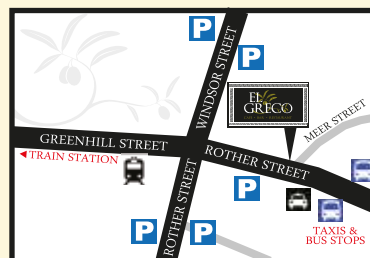 P
WINDSOR STREET
P
EL
GRECO
MEER STREET
GREENHILL STREET
ROTHER STREET
TRAIN STATION
P
ROTHER STREET
P
P
TAXIS &
BUS STOPS